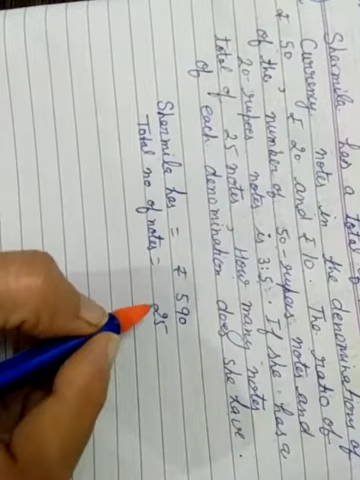 Sharmila has a total of
Currency notes in the denominations of
₹ 50, ₹ 20 and ₹ 10. The ratio of
of the number of 50-rupees notes and
20-rupees notes is 3:5. If she has a
total of 25 notes, How many notes
of each denomination does she have.
Sharmila has = ₹ 590
Total no of notes = 25